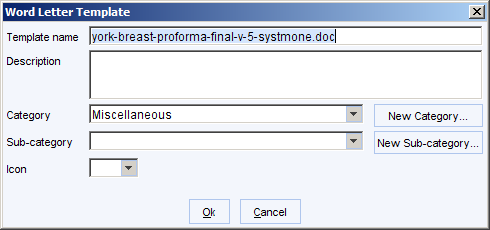 Word Letter Template
Template name york-breast-proforma-final-v-5-systmone.doc
Description
Category Miscellaneous New Category...
Sub-category New Sub-category...
Icon
Ok Cancel